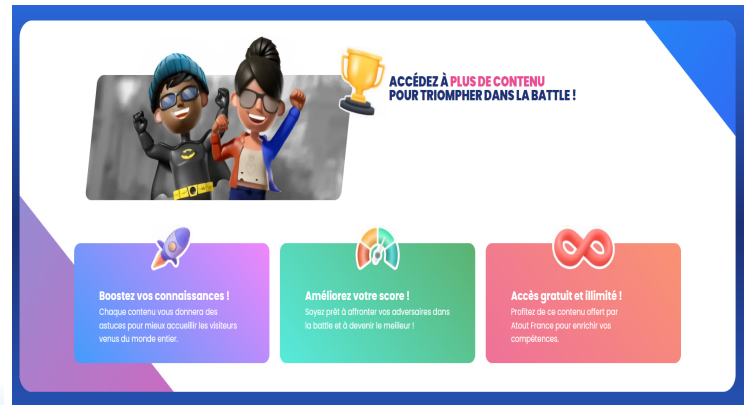 ACCÉDEZ À PLUS DE CONTENU
POUR TRIOMPHER DANS LA BATTLE !
Boostez vos connaissances !
Chaque contenu vous donnera des
astuces pour mieux accueillir les visiteurs
venus du monde entier.
Améliorez votre score !
Soyez prêt à affronter vos adversaires dans
la battle et à devenir le meilleur !
Accès gratuit et illimité !
Profitez de ce contenu offert par
Atout France pour enrichir vos
compétences.